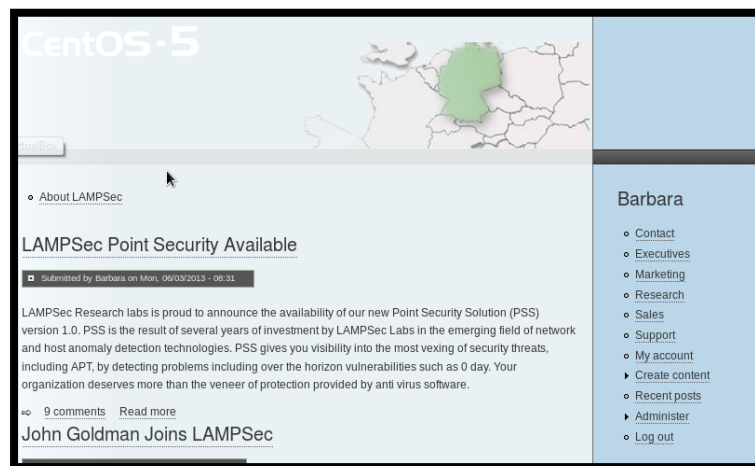 CentOS-5
tualBox
About LAMPSec
LAMPSec Point Security Available
Submitted by Barbara on Mon, 06/03/2013 - 08:31
LAMPSec Research labs is proud to announce the availability of our new Point Security Solution (PSS)
version 1.0. PSS is the result of several years of investment by LAMPSec Labs in the emerging field of network
and host anomaly detection technologies. PSS gives you visibility into the most vexing of security threats,
including APT, by detecting problems including over the horizon vulnerabilities such as 0 day. Your
organization deserves more than the veneer of protection provided by anti virus software.
9 comments Read more
John Goldman Joins LAMPSec
Barbara
Contact
Executives
Marketing
Research
Sales
Support
My account
Create content
Recent posts
Administer
Log out